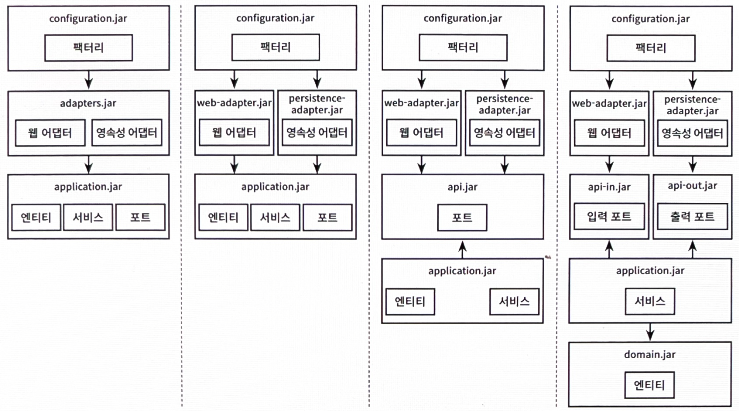 configuration.jar
팩터리
adapters.jar
웹 어댑터
영속성 어댑터
application.jar
엔티티
서비스
포트
configuration.jar
팩터리
web-adapter.jar
웹 어댑터
persistence-
adapter.jar
영속성 어댑터
application.jar
엔티티
서비스
포트
configuration.jar
팩터리
web-adapter.jar
웹 어댑터
persistence-
adapter.jar
영속성 어댑터
api.jar
포트
application.jar
엔티티
서비스
configuration.jar
팩터리
web-adapter.jar
웹 어댑터
persistence-
adapter.jar
영속성 어댑터
api-in.jar
입력 포트
api-out.jar
출력 포트
application.jar
서비스
domain.jar
엔티티